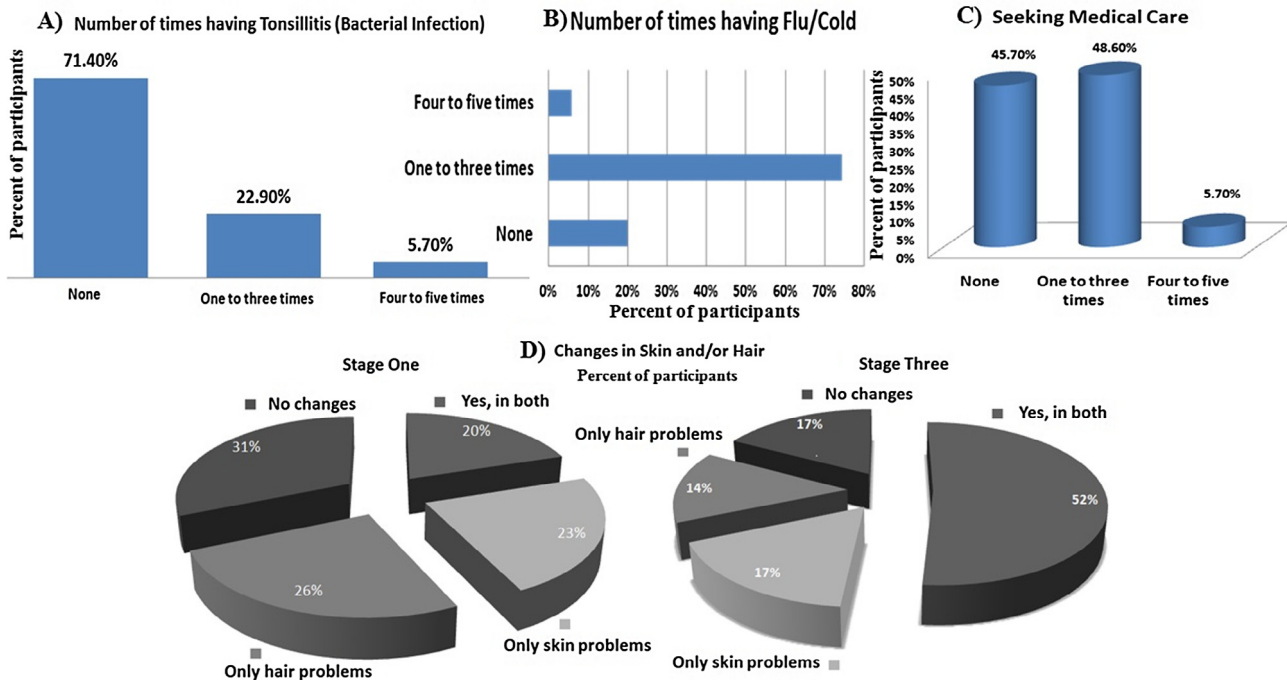 A) Number of times having Tonsillitis (Bacterial Infection)
Percent of participants
71.40%
22.90%
5.70%
None
One to three times
Four to five times
B) Number of times having Flu/Cold
Four to five times
One to three times
None
0% 10% 20% 30% 40% 50% 60% 70% 80%
Percent of participants
C) Seeking Medical Care
Percent of participants
50%
45%
40%
35%
30%
25%
20%
15%
10%
5%
0%
45.70%
48.60%
5.70%
None
One to three
times
Four to five
times
D) Changes in Skin and/or Hair
Percent of participants
Stage One
No changes
31%
Yes, in both
20%
23%
Only skin problems
26%
Only hair problems
Stage Three
No changes
17%
Yes, in both
52%
Only hair problems
14%
17%
Only skin problems